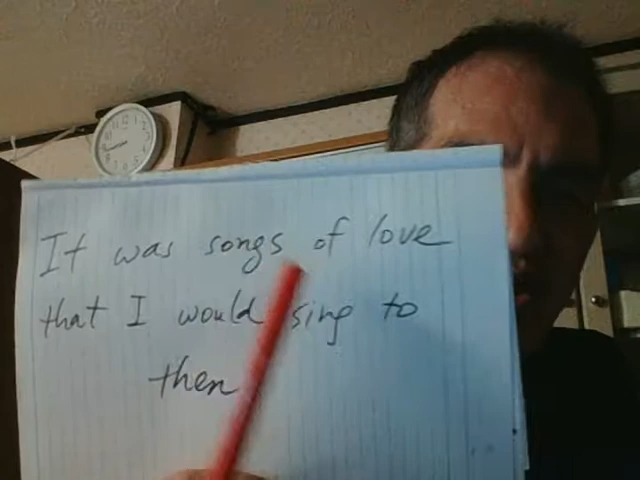 It was songs of love
that I would sing to
then